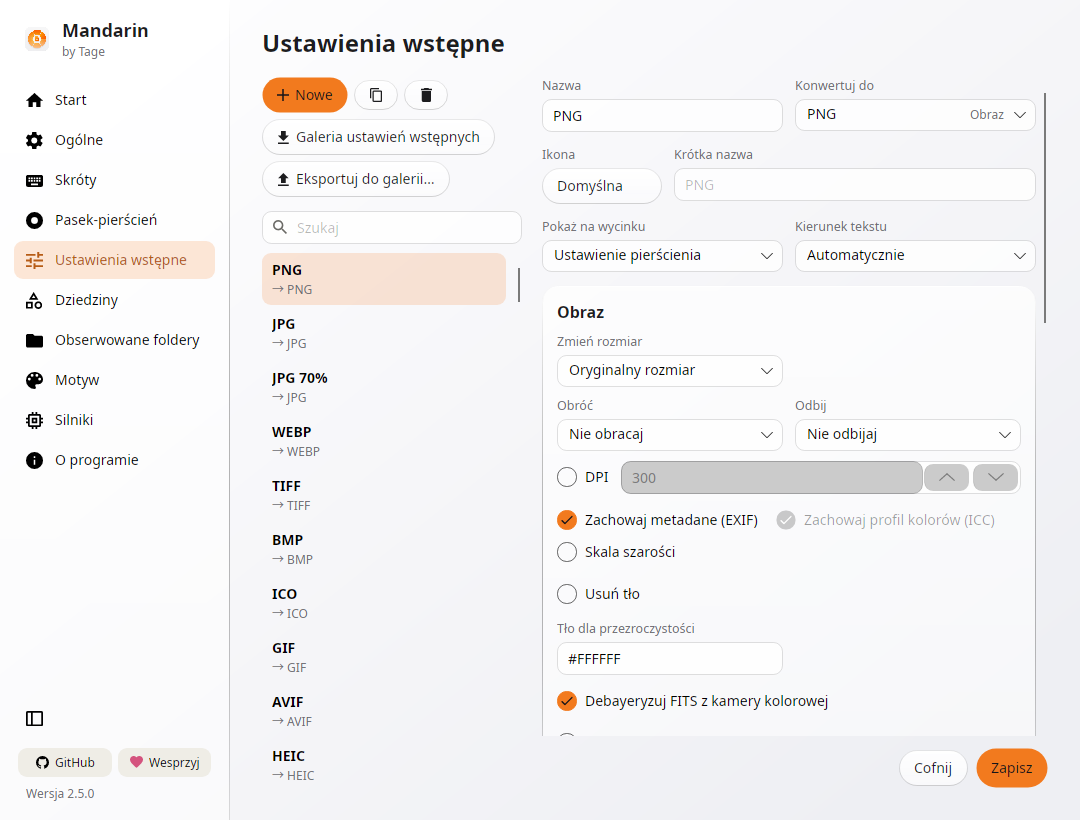 Mandarin
by Tage
Start
Ogólne
Skróty
Pasek-pierścień
Ustawienia wstępne
Dziedziny
Obserwowane foldery
Motyw
Silniki
O programie
GitHub
Wesprzyj
Wersja 2.5.0
Ustawienia wstępne
Nowe
Galeria ustawień wstępnych
Eksportuj do galerii...
Szukaj
PNG
→ PNG
JPG
→ JPG
JPG 70%
→ JPG
WEBP
→ WEBP
TIFF
→ TIFF
BMP
→ BMP
ICO
→ ICO
GIF
→ GIF
AVIF
→ AVIF
HEIC
→ HEIC
Nazwa
PNG
Konwertuj do
PNG Obraz
Ikona
Domyślna
Krótka nazwa
PNG
Pokaż na wycinku
Ustawienie pierścienia
Kierunek tekstu
Automatycznie
Obraz
Zmień rozmiar
Oryginalny rozmiar
Obróć
Nie obracaj
Odbij
Nie odbijaj
DPI
300
Zachowaj metadane (EXIF)
Zachowaj profil kolorów (ICC)
Skala szarości
Usuń tło
Tło dla przezroczystości
#FFFFFF
Debayeryzuj FITS z kamery kolorowej
Cofnij
Zapisz